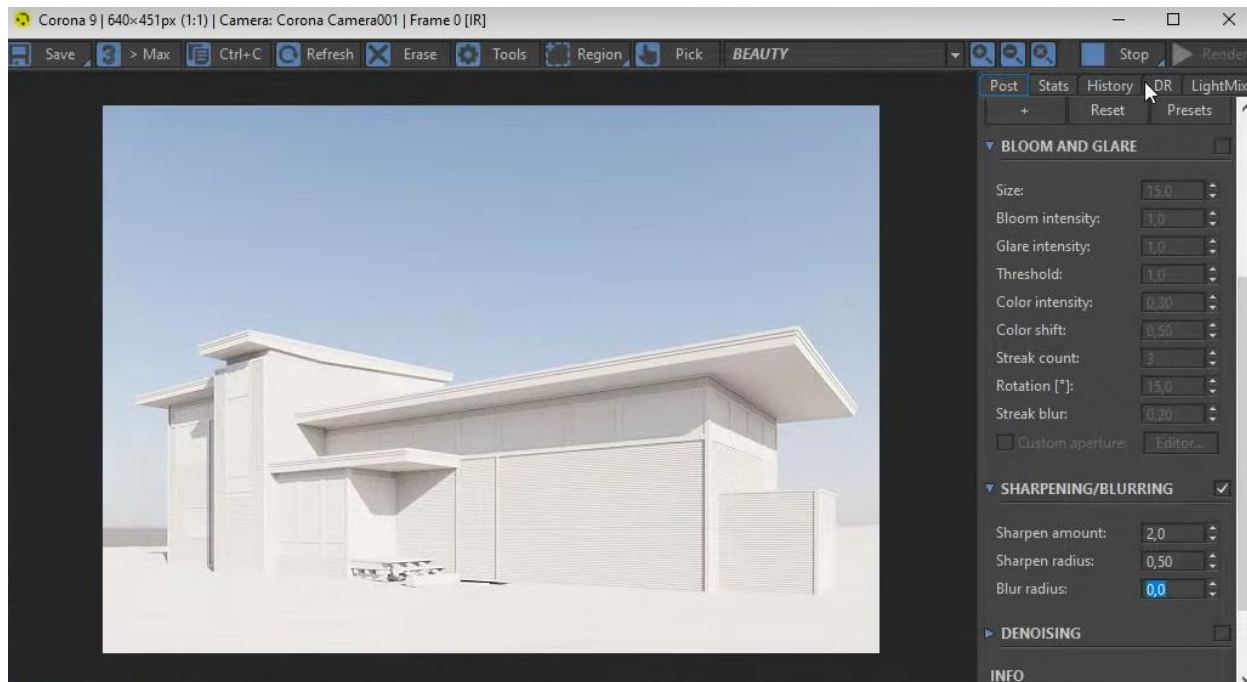 Corona 9 | 640×451px (1:1) | Camera: Corona Camera001 | Frame 0 [IR]
Save 3 > Max Ctrl+C Refresh Erase Tools Region Pick BEAUTY Stop Render
Post Stats History DR LightMix
+ Reset Presets
BLOOM AND GLARE
Size: 15,0
Bloom intensity: 1,0
Glare intensity: 1,0
Threshold: 1,0
Color intensity: 0,30
Color shift: 0,50
Streak count: 3
Rotation [°]: 15,0
Streak blur: 0,20
Custom aperture: Editor...
SHARPENING/BLURRING
Sharpen amount: 2,0
Sharpen radius: 0,50
Blur radius: 0,0
DENOISING
INFO